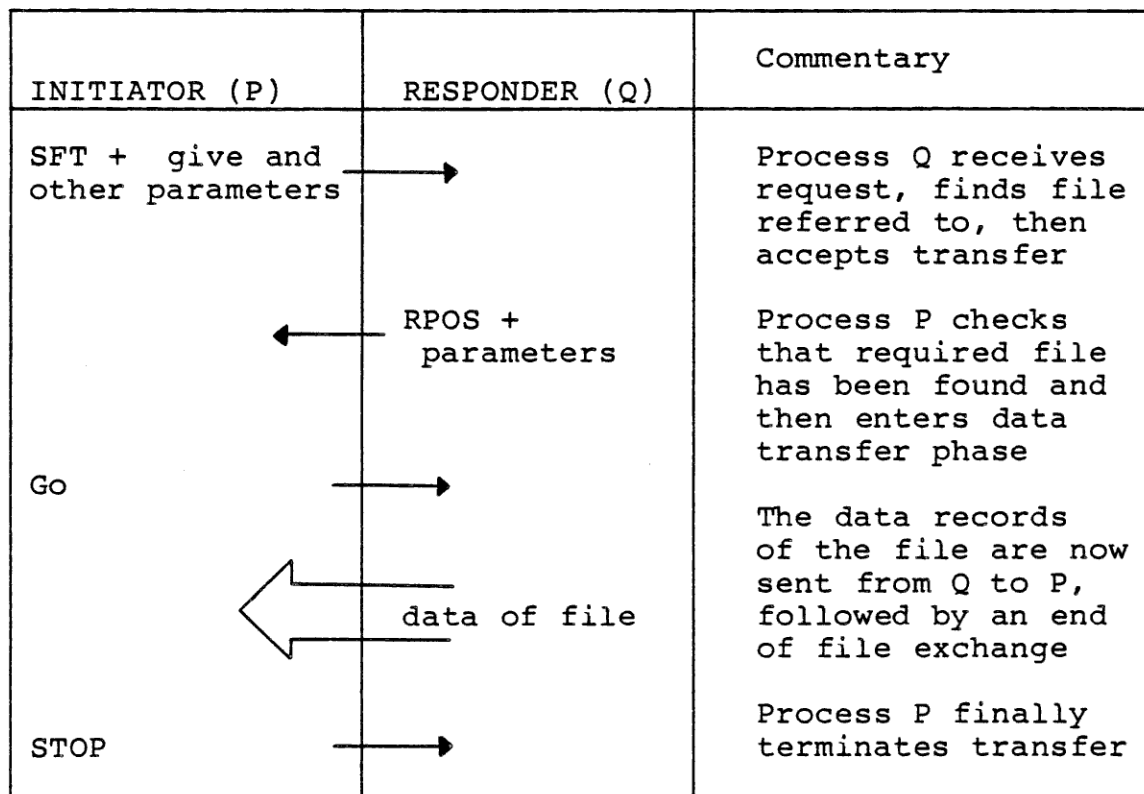 INITIATOR (P)
RESPONDER (Q)
Commentary
SFT + give and
other parameters
Process Q receives
request, finds file
referred to, then
accepts transfer
RPOS +
parameters
Process P checks
that required file
has been found and
then enters data
transfer phase
Go
The data records
of the file are now
sent from Q to P,
followed by an end
of file exchange
data of file
STOP
Process P finally
terminates transfer